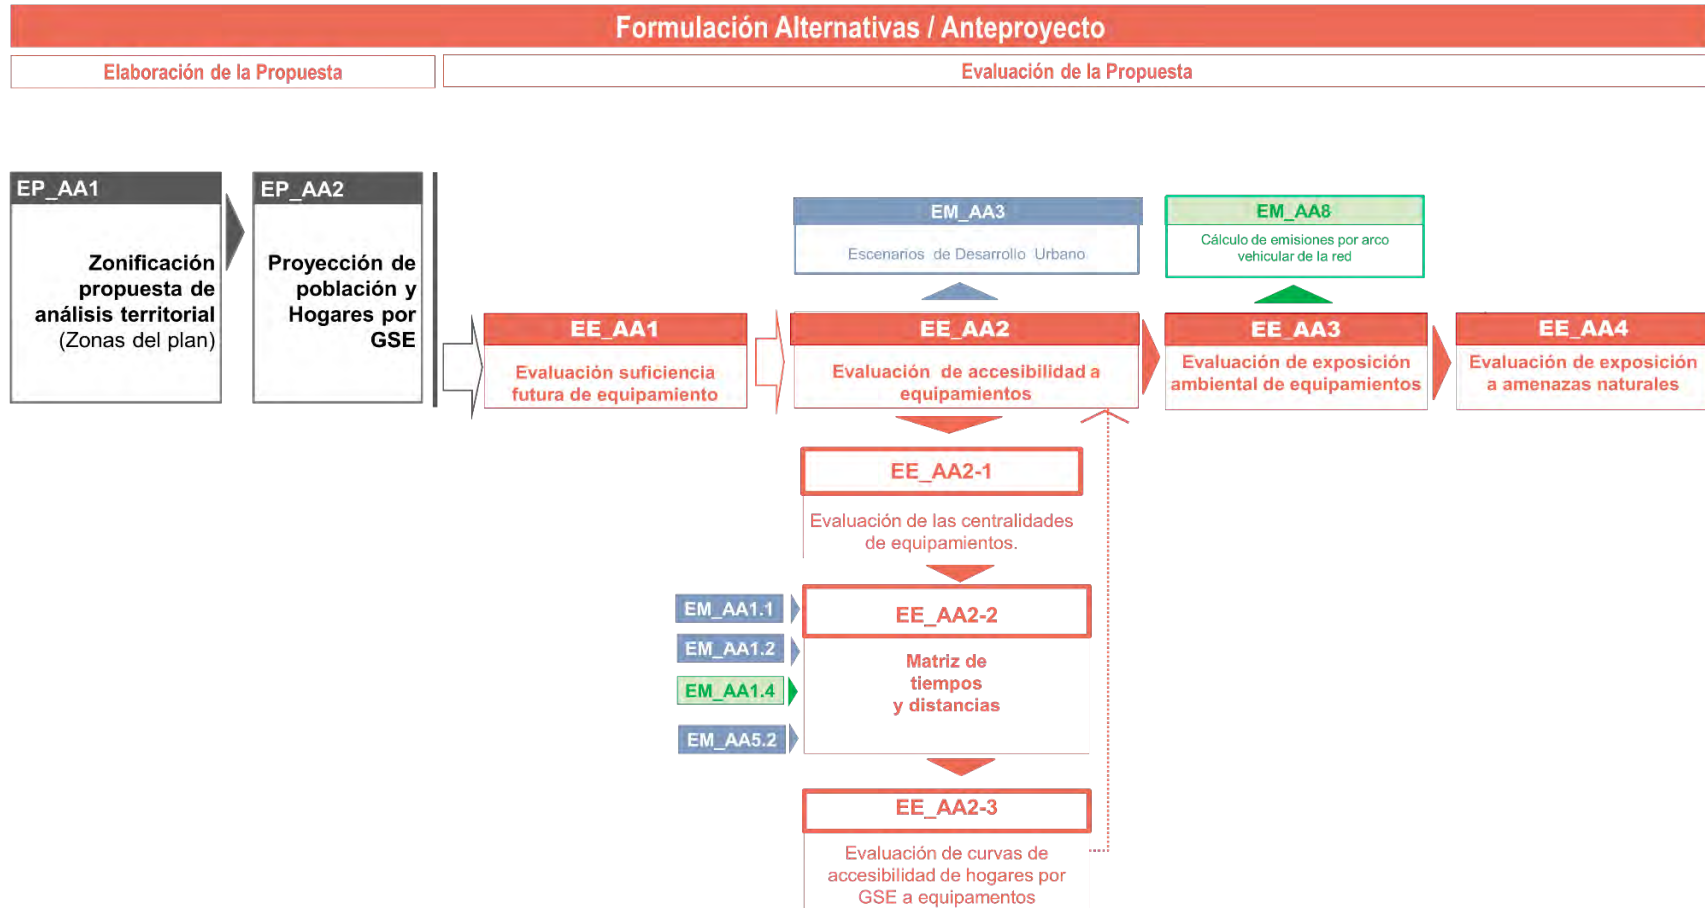 Formulación Alternativas / Anteproyecto
Elaboración de la Propuesta
Evaluación de la Propuesta
EP_AA1
Zonificación
propuesta de
análisis territorial
(Zonas del plan)
EP_AA2
Proyección de
población y
Hogares por
GSE
EM_AA3
Escenarios de Desarrollo Urbano
EM_AA8
Cálculo de emisiones por arco
vehicular de la red
EE_AA1
Evaluación suficiencia
futura de equipamiento
EE_AA2
Evaluación de accesibilidad a
equipamientos
EE_AA3
Evaluación de exposición
ambiental de equipamientos
EE_AA4
Evaluación de exposición
a amenazas naturales
EE_AA2-1
Evaluación de las centralidades
de equipamientos.
EM_AA1.1
EM_AA1.2
EM_AA1.4
EM_AA5.2
EE_AA2-2
Matriz de
tiempos
y distancias
EE_AA2-3
Evaluación de curvas de
accesibilidad de hogares por
GSE a equipamentos